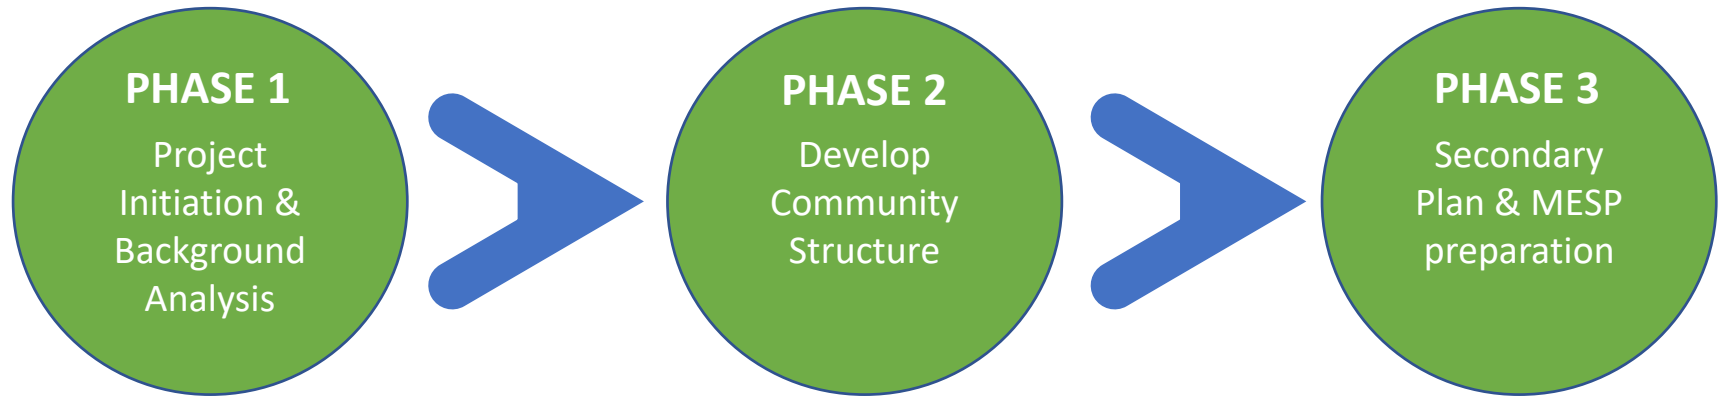 PHASE 1
Project
Initiation &
Background
Analysis
PHASE 2
Develop
Community
Structure
PHASE 3
Secondary
Plan & MESP
preparation